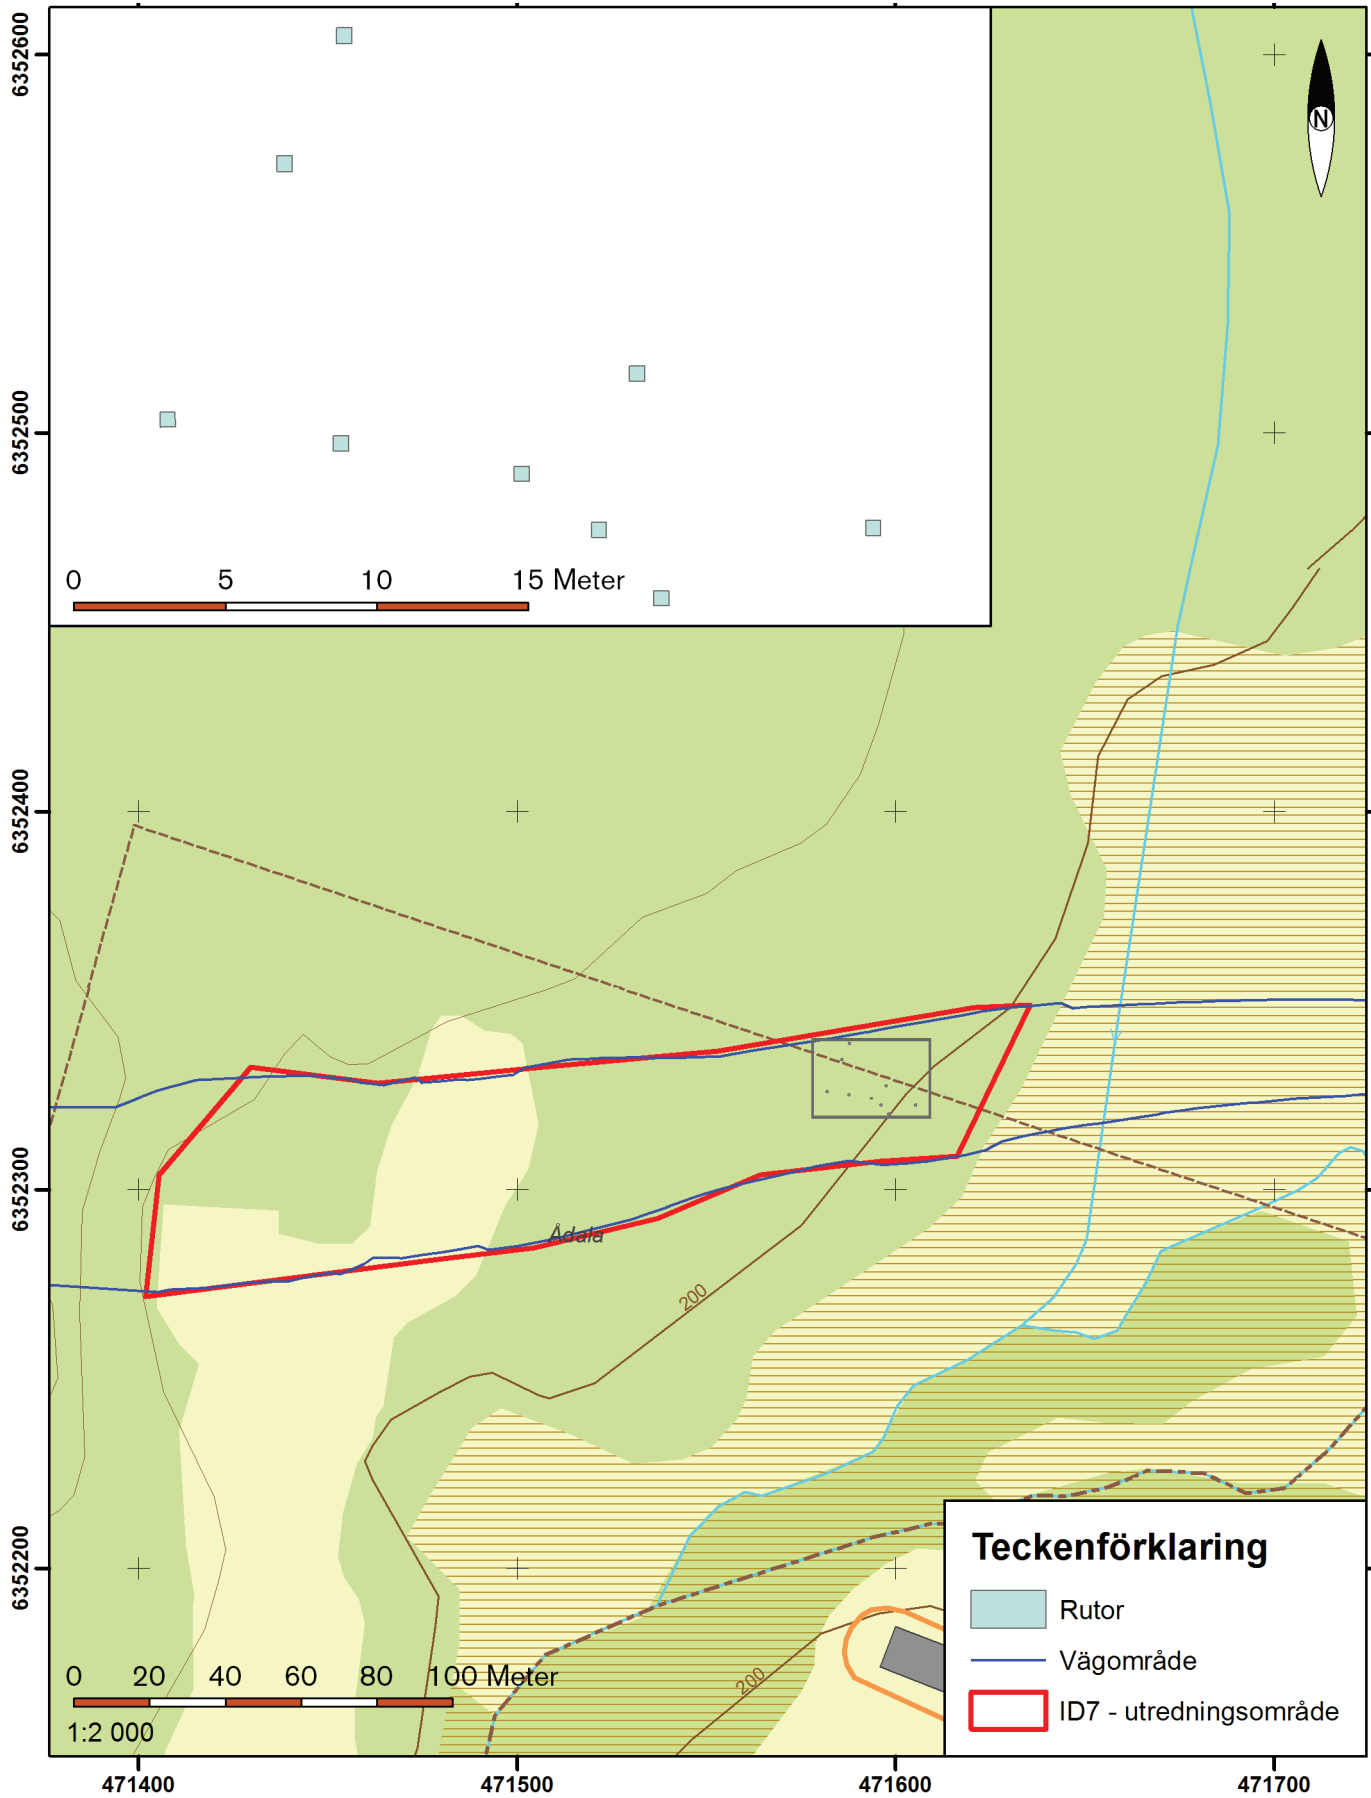 6352600
N
6352500
0 5 10 15 Meter
6352400
6352300
Ådala
200
6352200
200
0 20 40 60 80 100 Meter
1:2 000
Teckenförklaring
Rutor
Vägområde
ID7 - utredningsområde
471400 471500 471600 471700